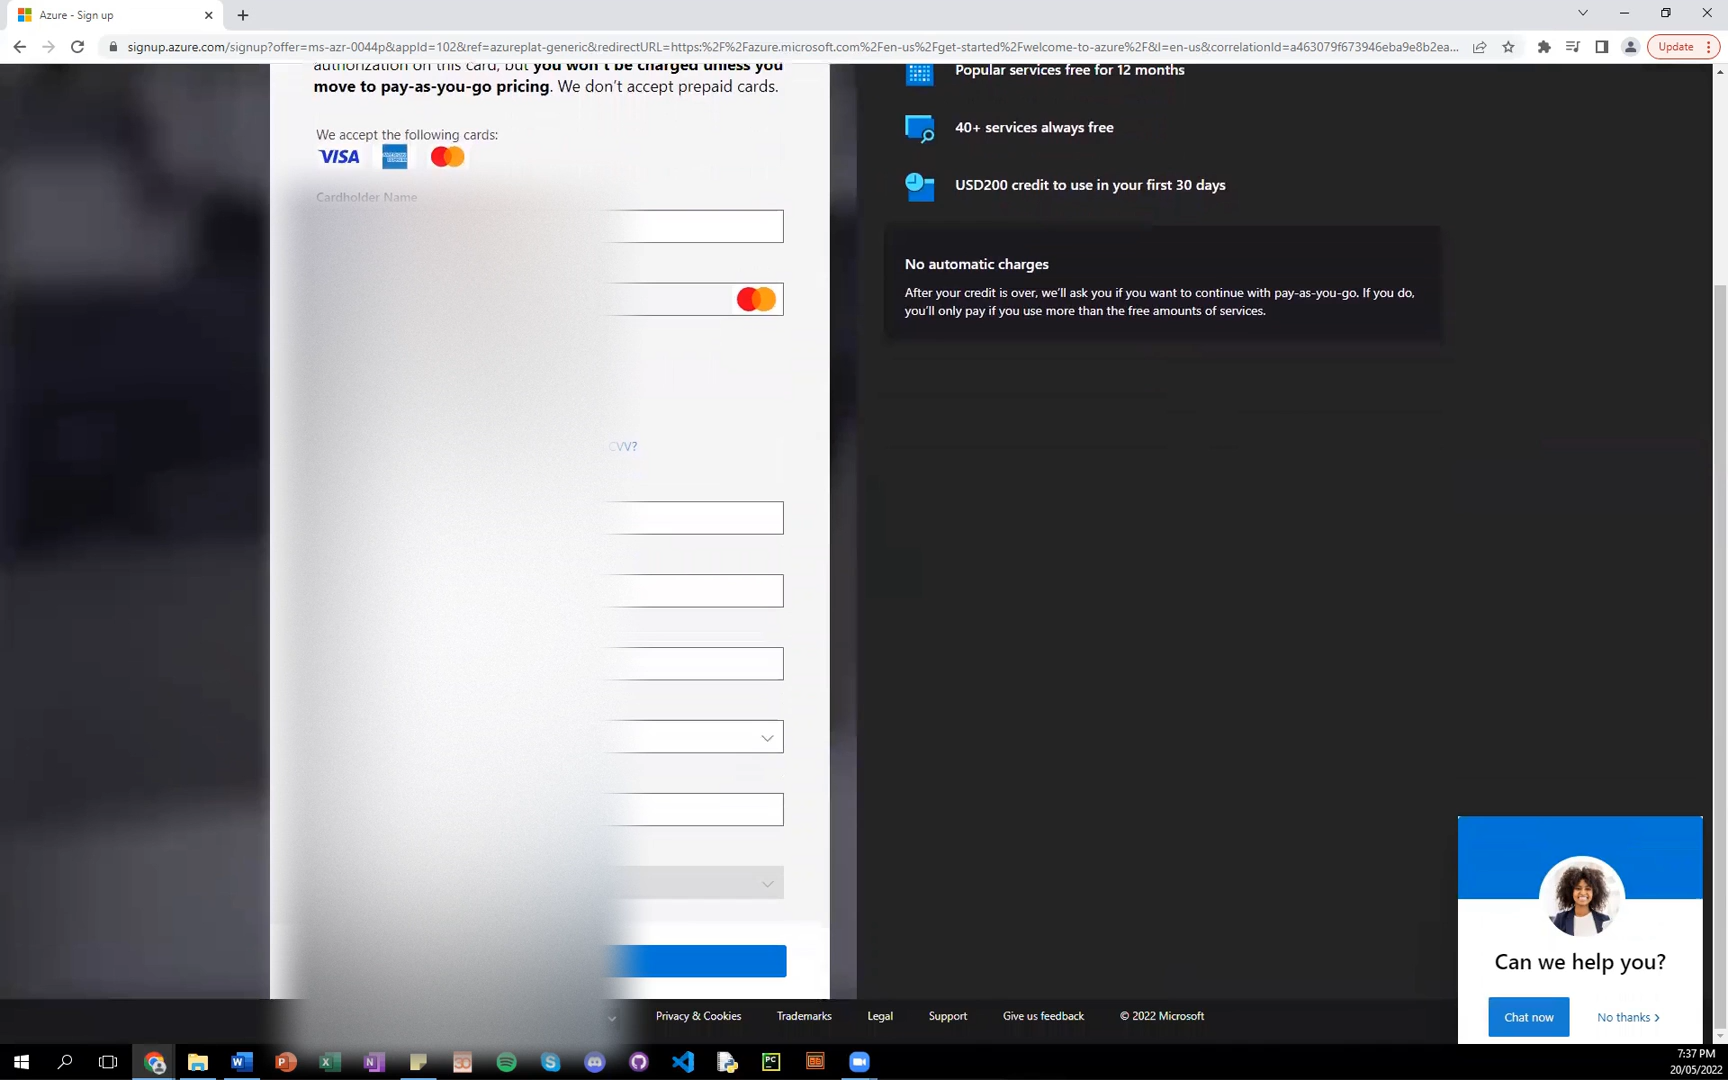 Azure - Sign up
signup.azure.com/signup?offer=ms-azr-0044p&appId=102&ref=azureplat-generic&redirectURL=https:%2F%2Fazure.microsoft.com%2Fen-us%2Fget-started%2Fwelcome-to-azure%2F&l=en-us&correlationId=a463079f673946eba9e8b2ea...
Update
authorization on this card, but you won't be charged unless you
move to pay-as-you-go pricing. We don't accept prepaid cards.
We accept the following cards:
VISA
Cardholder Name
CVV?
Popular services free for 12 months
40+ services always free
USD200 credit to use in your first 30 days
No automatic charges
After your credit is over, we'll ask you if you want to continue with pay-as-you-go. If you do,
you'll only pay if you use more than the free amounts of services.
Can we help you?
Chat now No thanks
Privacy & Cookies Trademarks Legal Support Give us feedback © 2022 Microsoft
7:37 PM
20/05/2022